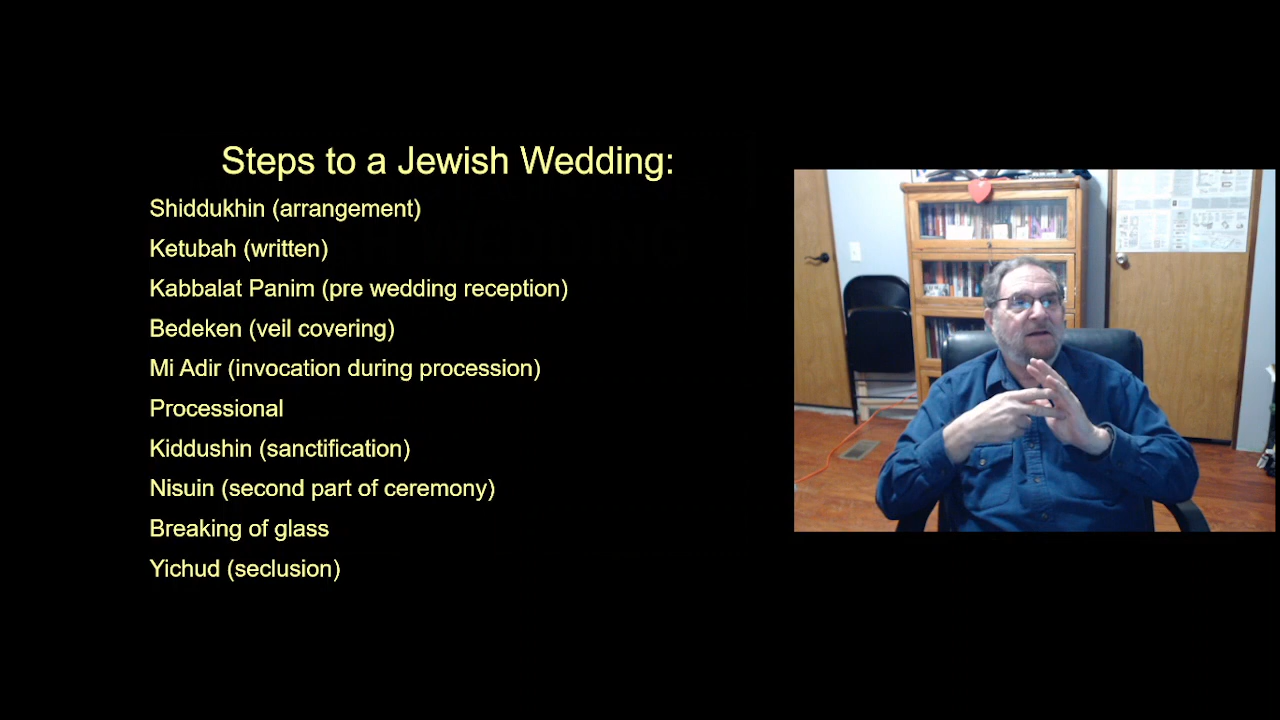 Steps to a Jewish Wedding:
Shiddukhin (arrangement)
Ketubah (written)
Kabbalat Panim (pre wedding reception)
Bedeken (veil covering)
Mi Adir (invocation during procession)
Processional
Kiddushin (sanctification)
Nisuin (second part of ceremony)
Breaking of glass
Yichud (seclusion)